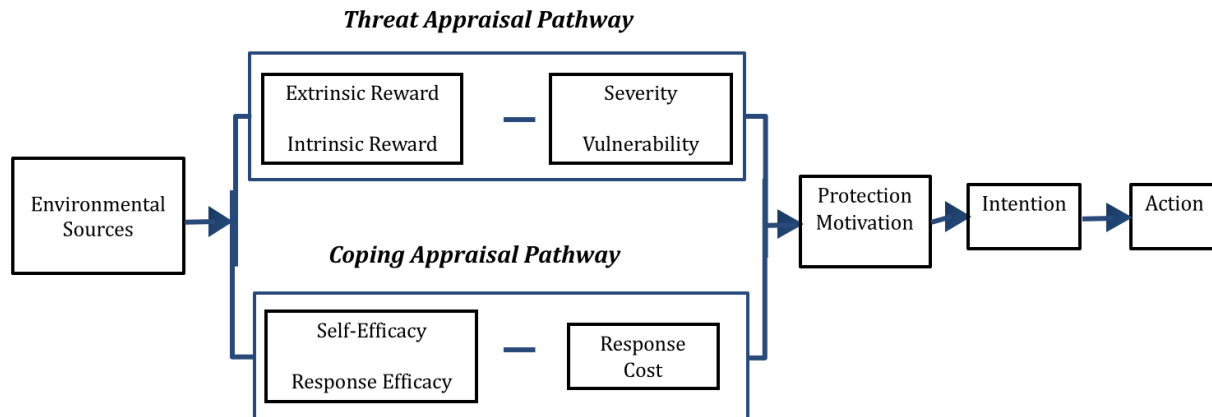 Threat Appraisal Pathway
Extrinsic Reward
Intrinsic Reward
Severity
Vulnerability
Environmental
Sources
Protection
Motivation
Intention
Action
Coping Appraisal Pathway
Self-Efficacy
Response Efficacy
Response
Cost